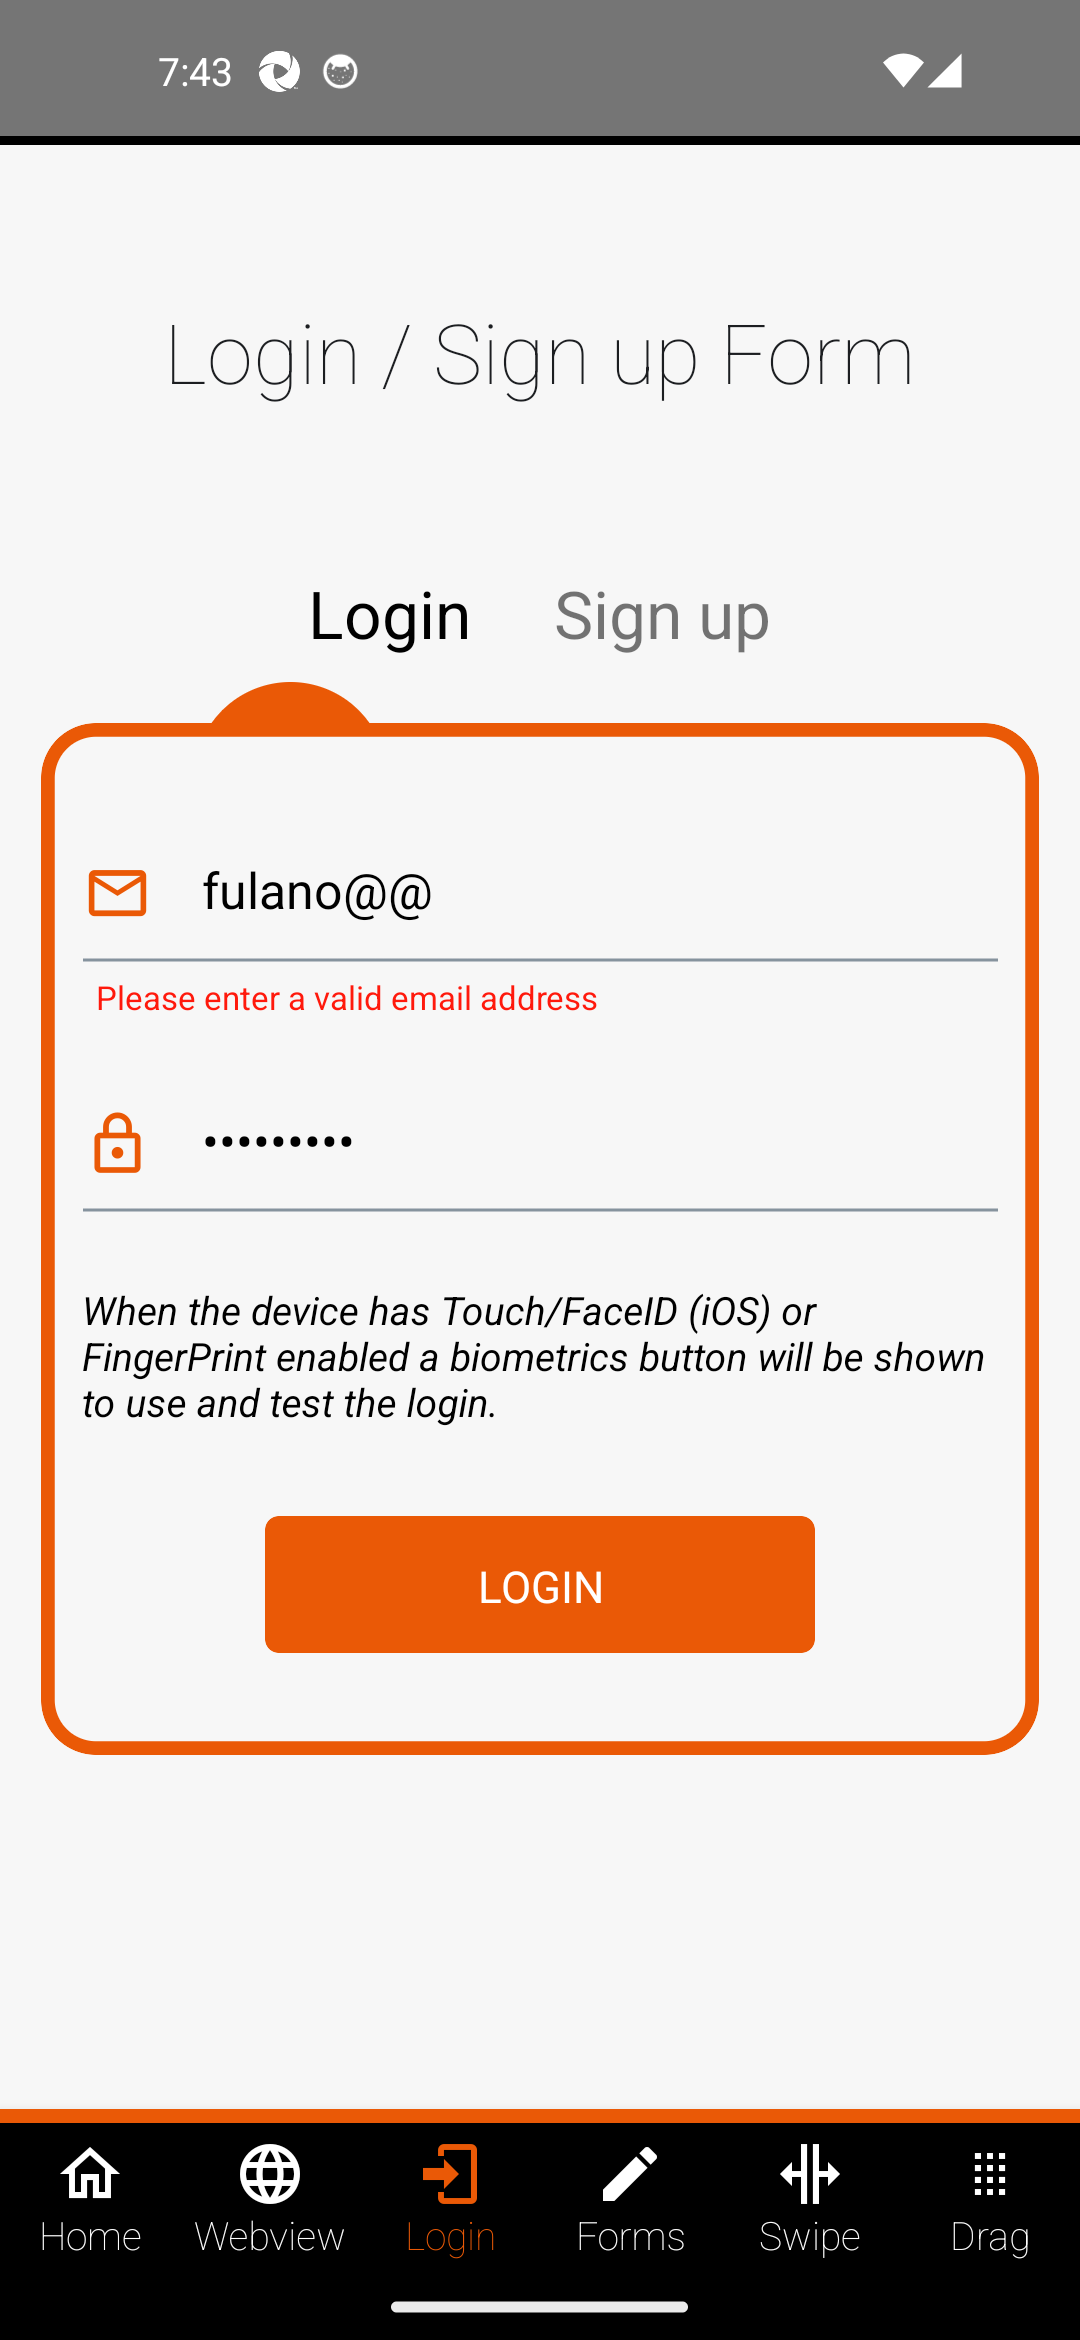 7:43
Login / Sign up Form
Login Sign up
fulano@@
Please enter a valid email address
•••••••••
When the device has Touch/FaceID (iOS) or
FingerPrint enabled a biometrics button will be shown
to use and test the login.
LOGIN
Home Webview Login Forms Swipe Drag